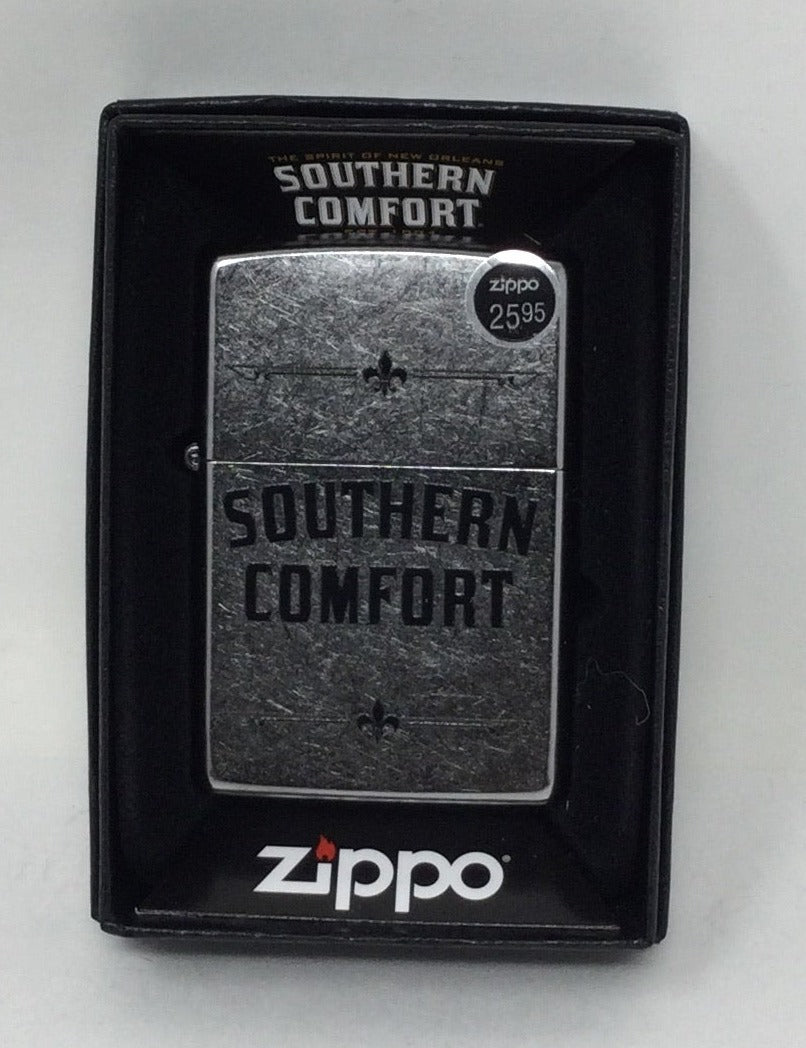 THE SPIRIT OF NEW ORLEANS
SOUTHERN
COMFORT
zippo
25.95
SOUTHERN
COMFORT
zippo®